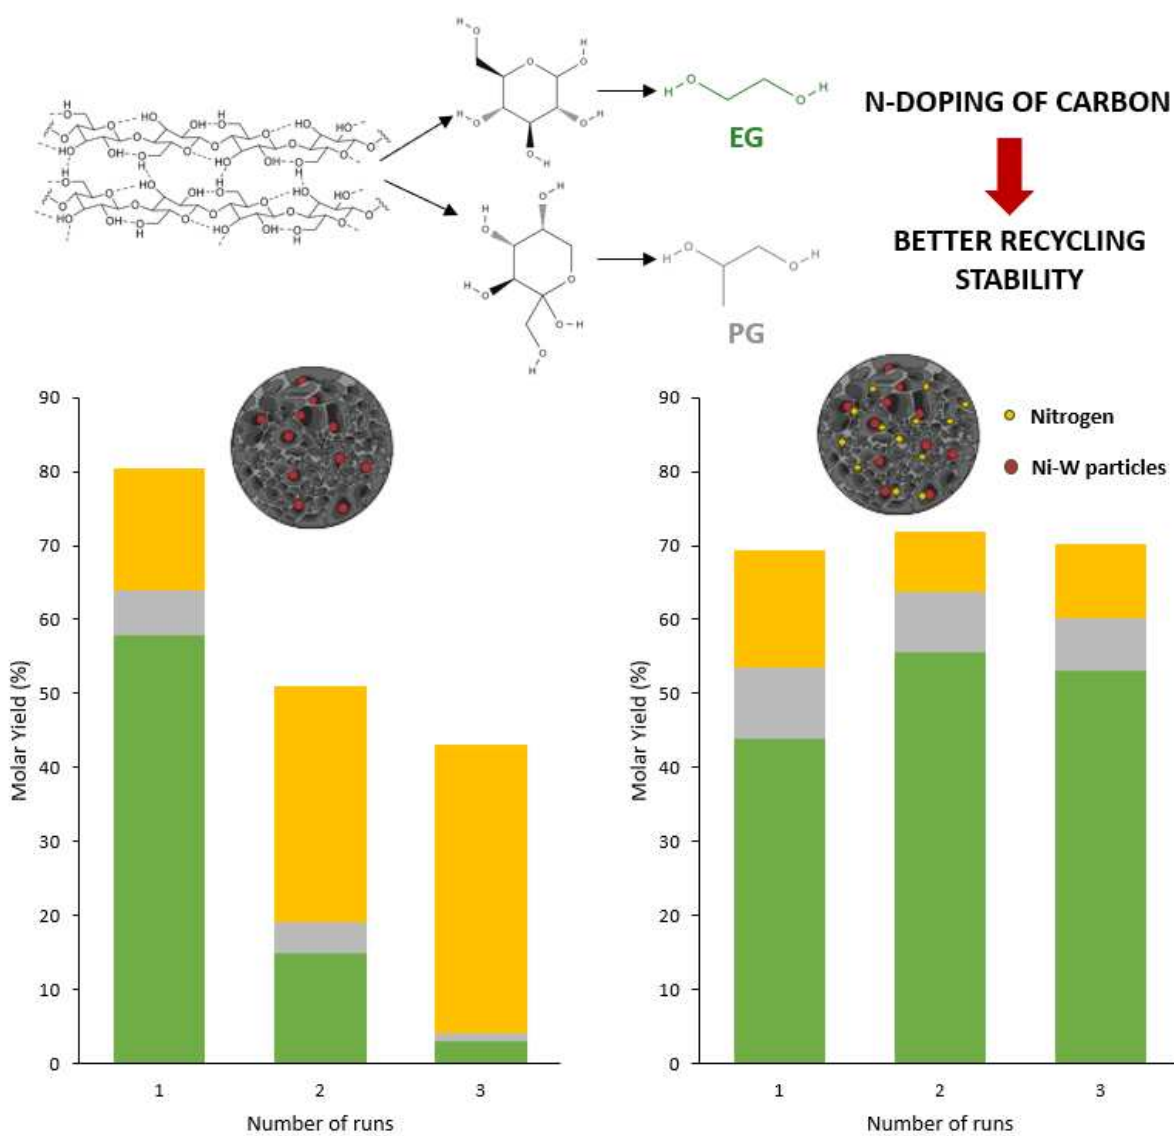 EG
PG
N-DOPING OF CARBON
BETTER RECYCLING
STABILITY
Nitrogen
Ni-W particles
Molar Yield (%)
90
80
70
60
50
40
30
20
10
0
1 2 3
Number of runs
Molar Yield (%)
90
80
70
60
50
40
30
20
10
0
1 2 3
Number of runs